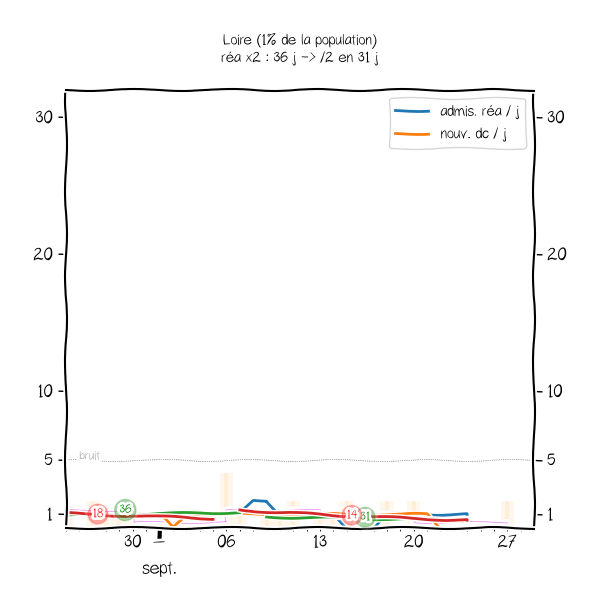 Loire (1% de la population)
réa x2 : 36 j -> /2 en 31 j
admis. réa / j
nouv. dc / j
30 30
20 20
10 10
5 bruit 5
1 18 36 14 31 1
30 06 13 20 27
sept.